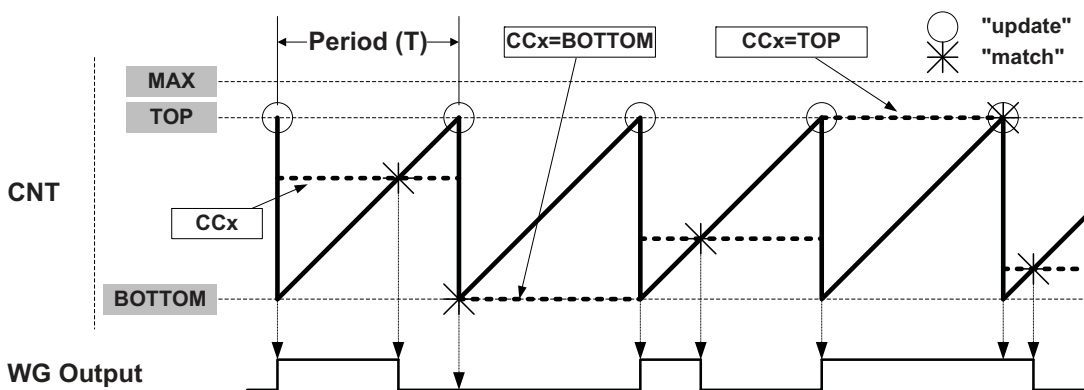 Period (T)
CCx=BOTTOM
CCx=TOP
"update"
"match"
MAX
TOP
CNT
CCx
BOTTOM
WG Output